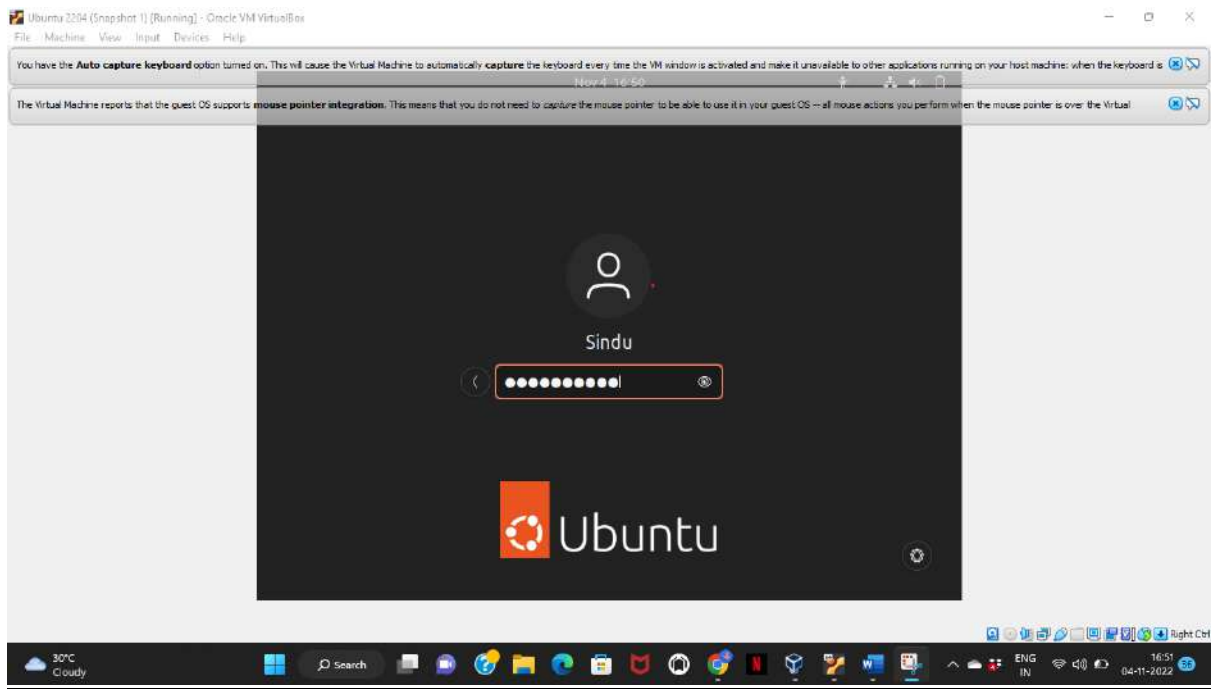 Ubuntu 2204 (Snapshot 1) [Running] - Oracle VM VirtualBox
File Machine View Input Devices Help
You have the Auto capture keyboard option turned on. This will cause the Virtual Machine to automatically capture the keyboard every time the VM window is activated and make it unavailable to other applications running on your host machine: when the keyboard is
Nov 4 16:50
The Virtual Machine reports that the guest OS supports mouse pointer integration. This means that you do not need to capture the mouse pointer to be able to use it in your guest OS -- all mouse actions you perform when the mouse pointer is over the Virtual
Sindu
Ubuntu
Right Ctrl
30°C
Cloudy
Search
ENG
IN
16:51
04-11-2022